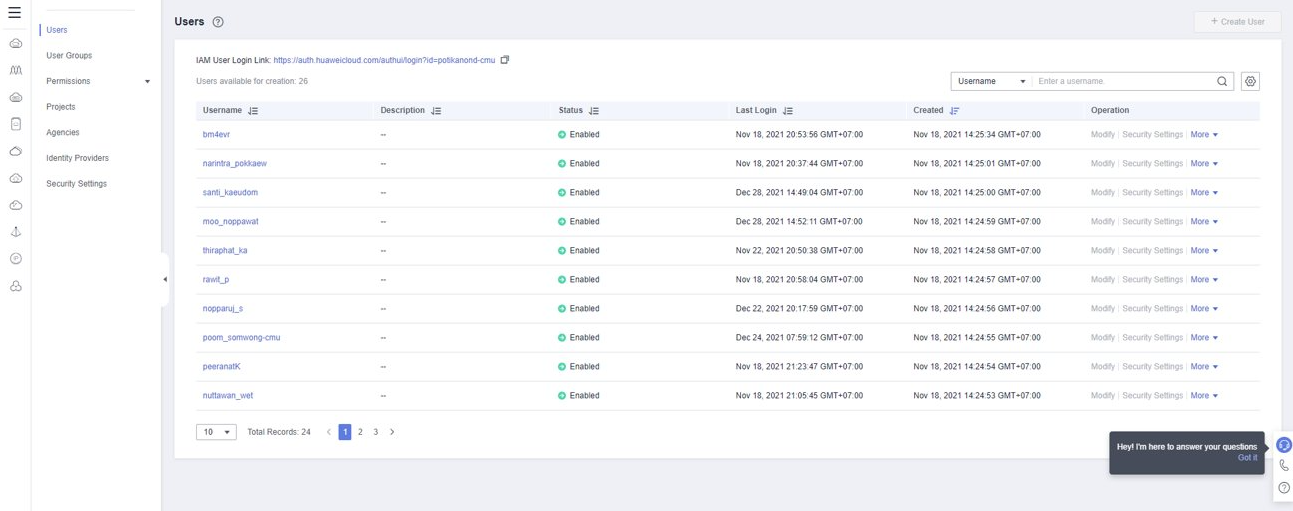 Users
User Groups
Permissions
Projects
Agencies
Identity Providers
Security Settings
Users ?
+ Create User
IAM User Login Link: https://auth.huaweicloud.com/authui/login?id=potikanond-cmu
Users available for creation: 26
Username Enter a username.
Username Description Status Last Login Created Operation
bm4evr -- Enabled Nov 18, 2021 20:53:56 GMT+07:00 Nov 18, 2021 14:25:34 GMT+07:00 Modify | Security Settings | More
narintra_pokkaew -- Enabled Nov 18, 2021 20:37:44 GMT+07:00 Nov 18, 2021 14:25:01 GMT+07:00 Modify | Security Settings | More
santi_kaeudom -- Enabled Dec 28, 2021 14:49:04 GMT+07:00 Nov 18, 2021 14:25:00 GMT+07:00 Modify | Security Settings | More
moo_noppawat -- Enabled Dec 28, 2021 14:52:11 GMT+07:00 Nov 18, 2021 14:24:59 GMT+07:00 Modify | Security Settings | More
thiraphat_ka -- Enabled Nov 22, 2021 20:50:38 GMT+07:00 Nov 18, 2021 14:24:58 GMT+07:00 Modify | Security Settings | More
rawit_p -- Enabled Nov 18, 2021 20:58:04 GMT+07:00 Nov 18, 2021 14:24:57 GMT+07:00 Modify | Security Settings | More
nopparuj_s -- Enabled Dec 22, 2021 20:17:59 GMT+07:00 Nov 18, 2021 14:24:56 GMT+07:00 Modify | Security Settings | More
poom_somwong-cmu -- Enabled Dec 24, 2021 07:59:12 GMT+07:00 Nov 18, 2021 14:24:55 GMT+07:00 Modify | Security Settings | More
peeranatK -- Enabled Nov 18, 2021 21:23:47 GMT+07:00 Nov 18, 2021 14:24:54 GMT+07:00 Modify | Security Settings | More
nuttawan_wet -- Enabled Nov 18, 2021 21:05:45 GMT+07:00 Nov 18, 2021 14:24:53 GMT+07:00 Modify | Security Settings | More
10 Total Records: 24 < 1 2 3 >
Hey! I'm here to answer your questions
Got it